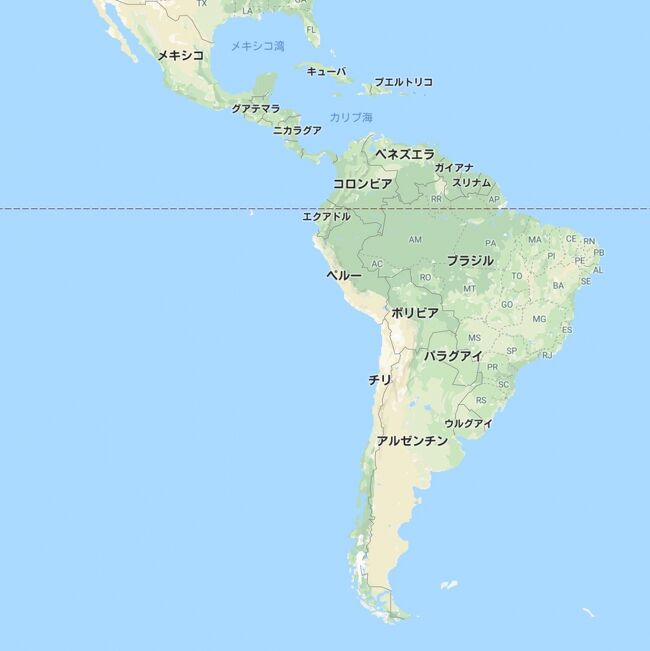 TX
LA
GA
FL
メキシコ湾
メキシコ
キューバ
プエルトリコ
グアテマラ
カリブ海
ニカラグア
ベネズエラ
ガイアナ
コロンビア
スリナム
RR
AP
エクアドル
AM
PA
MA
CE
RN
PB
PI
PE
AL
AC
ペルー
ブラジル
RO
TO
SE
MT
BA
GO
ボリビア
MG
ES
MS
SP
RJ
パラグアイ
PR
チリ
SC
RS
ウルグアイ
アルゼンチン